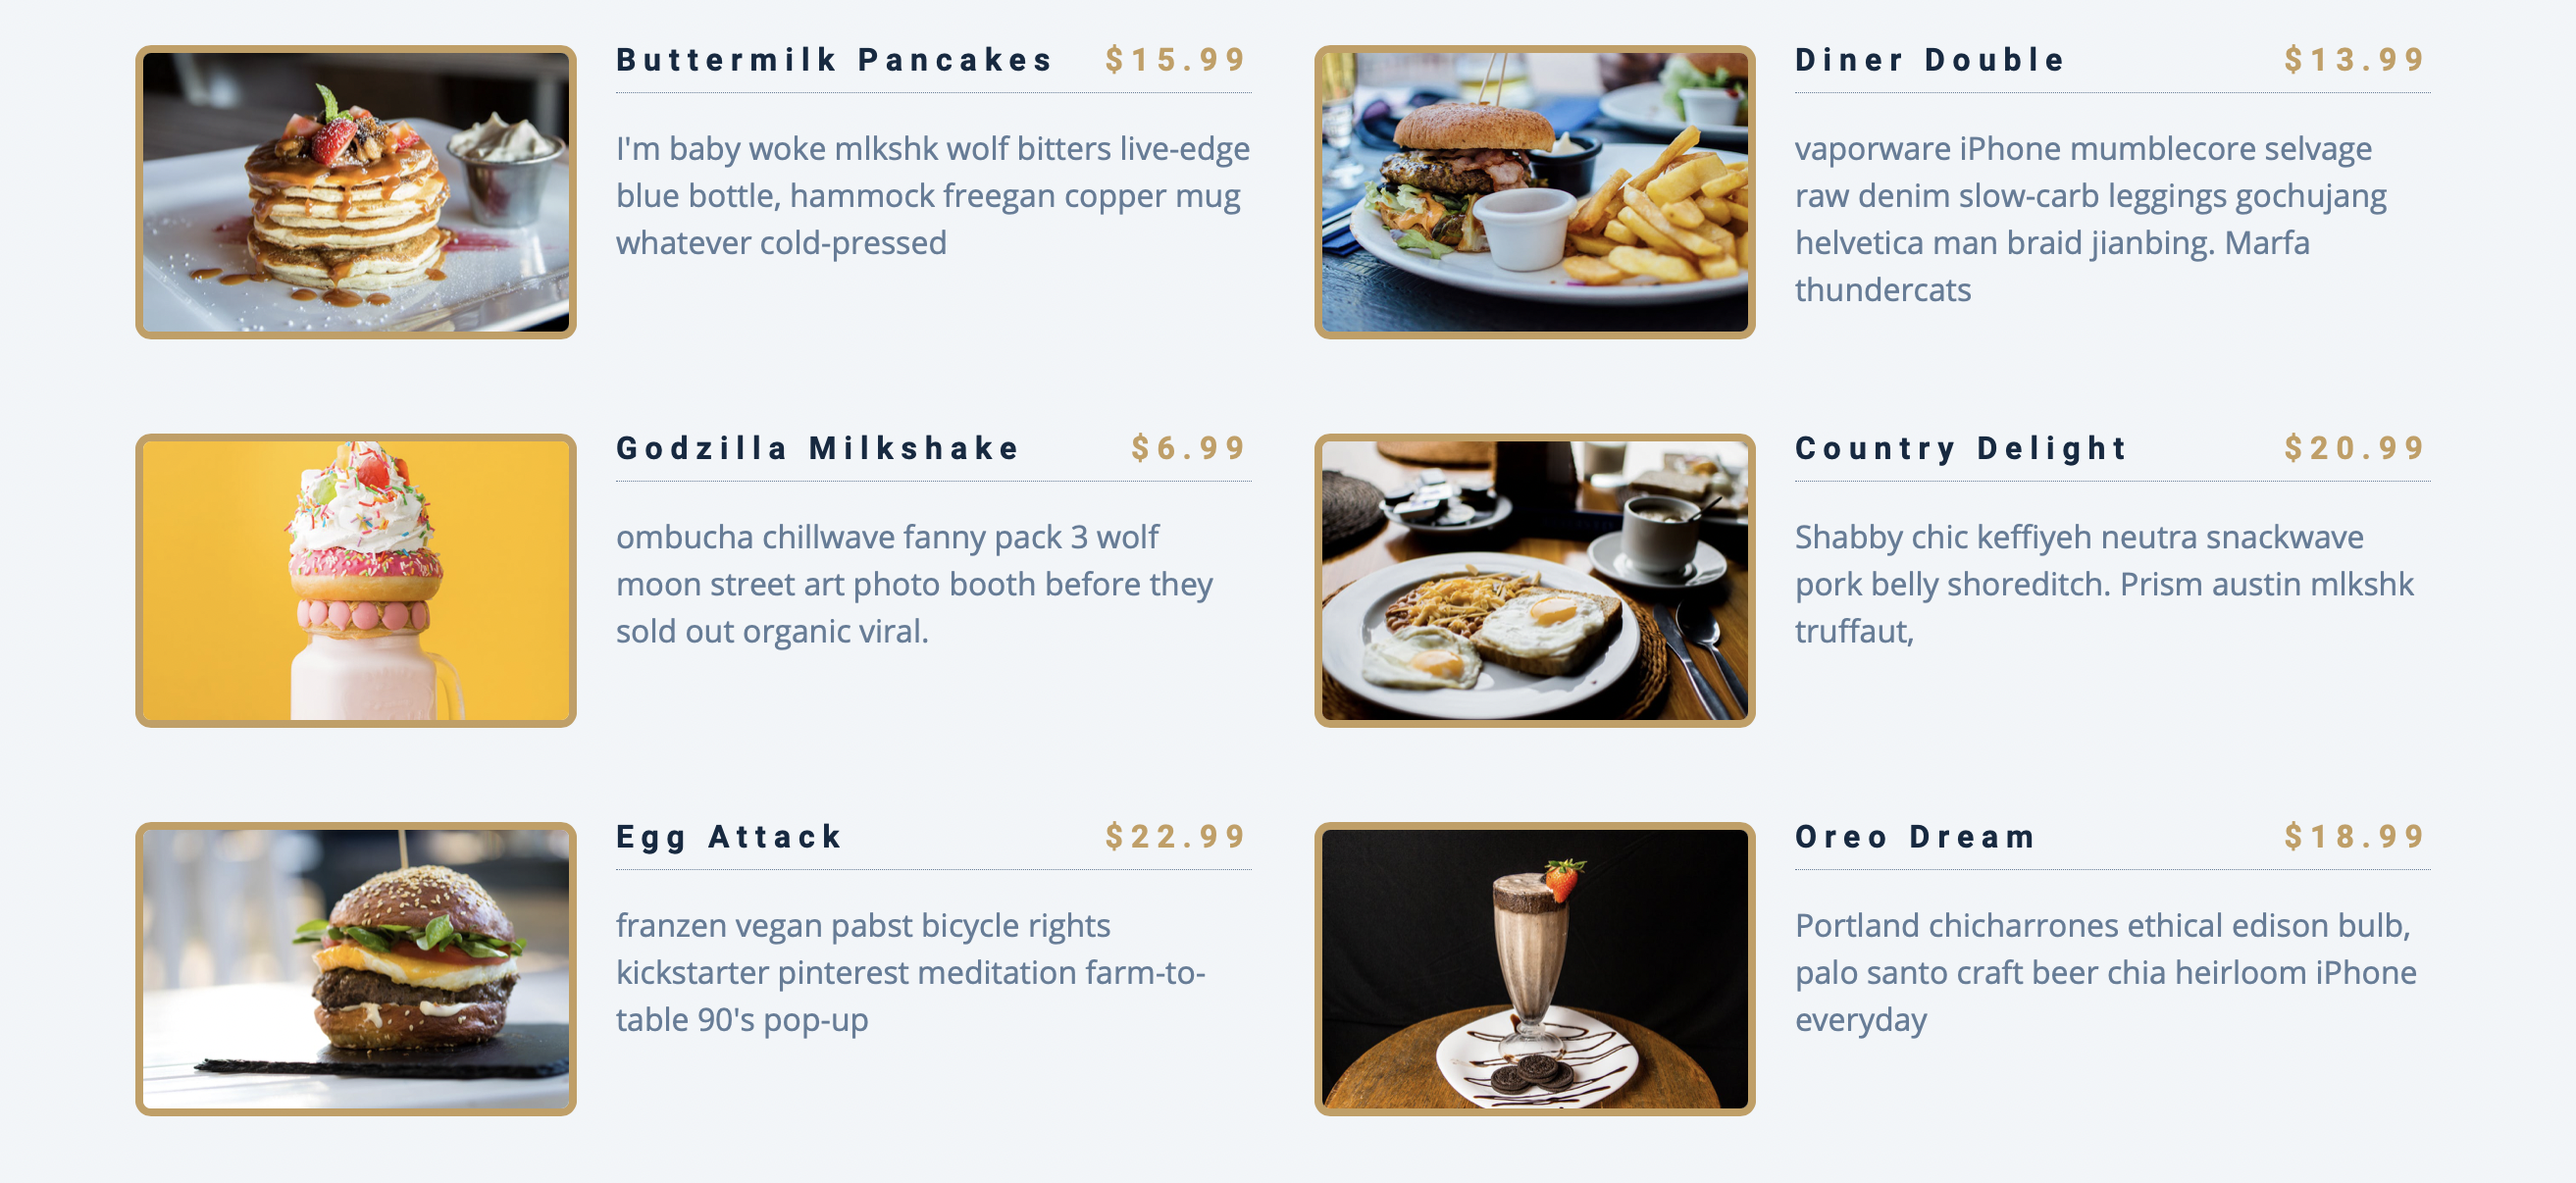 Buttermilk Pancakes $15.99
I'm baby woke mlkshk wolf bitters live-edge
blue bottle, hammock freegan copper mug
whatever cold-pressed
Diner Double $13.99
vaporware iPhone mumblecore selvage
raw denim slow-carb leggings gochujang
helvetica man braid jianbing. Marfa
thundercats
Godzilla Milkshake $6.99
ombucha chillwave fanny pack 3 wolf
moon street art photo booth before they
sold out organic viral.
Country Delight $20.99
Shabby chic keffiyeh neutra snackwave
pork belly shoreditch. Prism austin mlkshk
truffaut,
Egg Attack $22.99
franzen vegan pabst bicycle rights
kickstarter pinterest meditation farm-to-
table 90's pop-up
Oreo Dream $18.99
Portland chicharrones ethical edison bulb,
palo santo craft beer chia heirloom iPhone
everyday